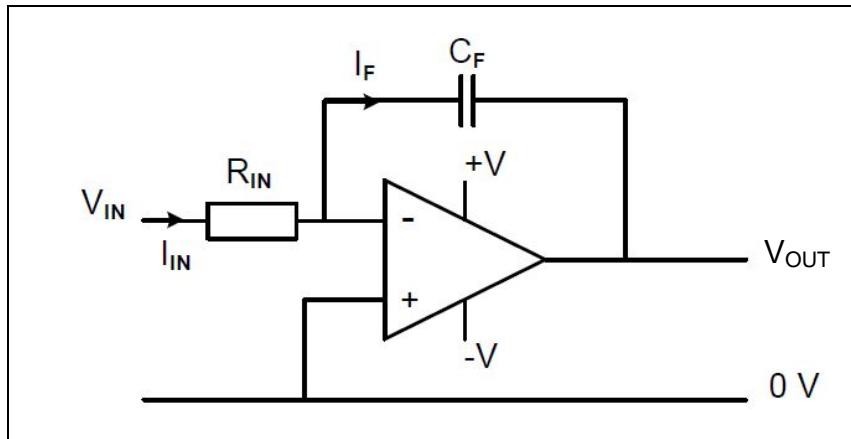 I_F
C_F
+V
R_IN
V_IN
-
I_IN
V_OUT
+
-V
0 V